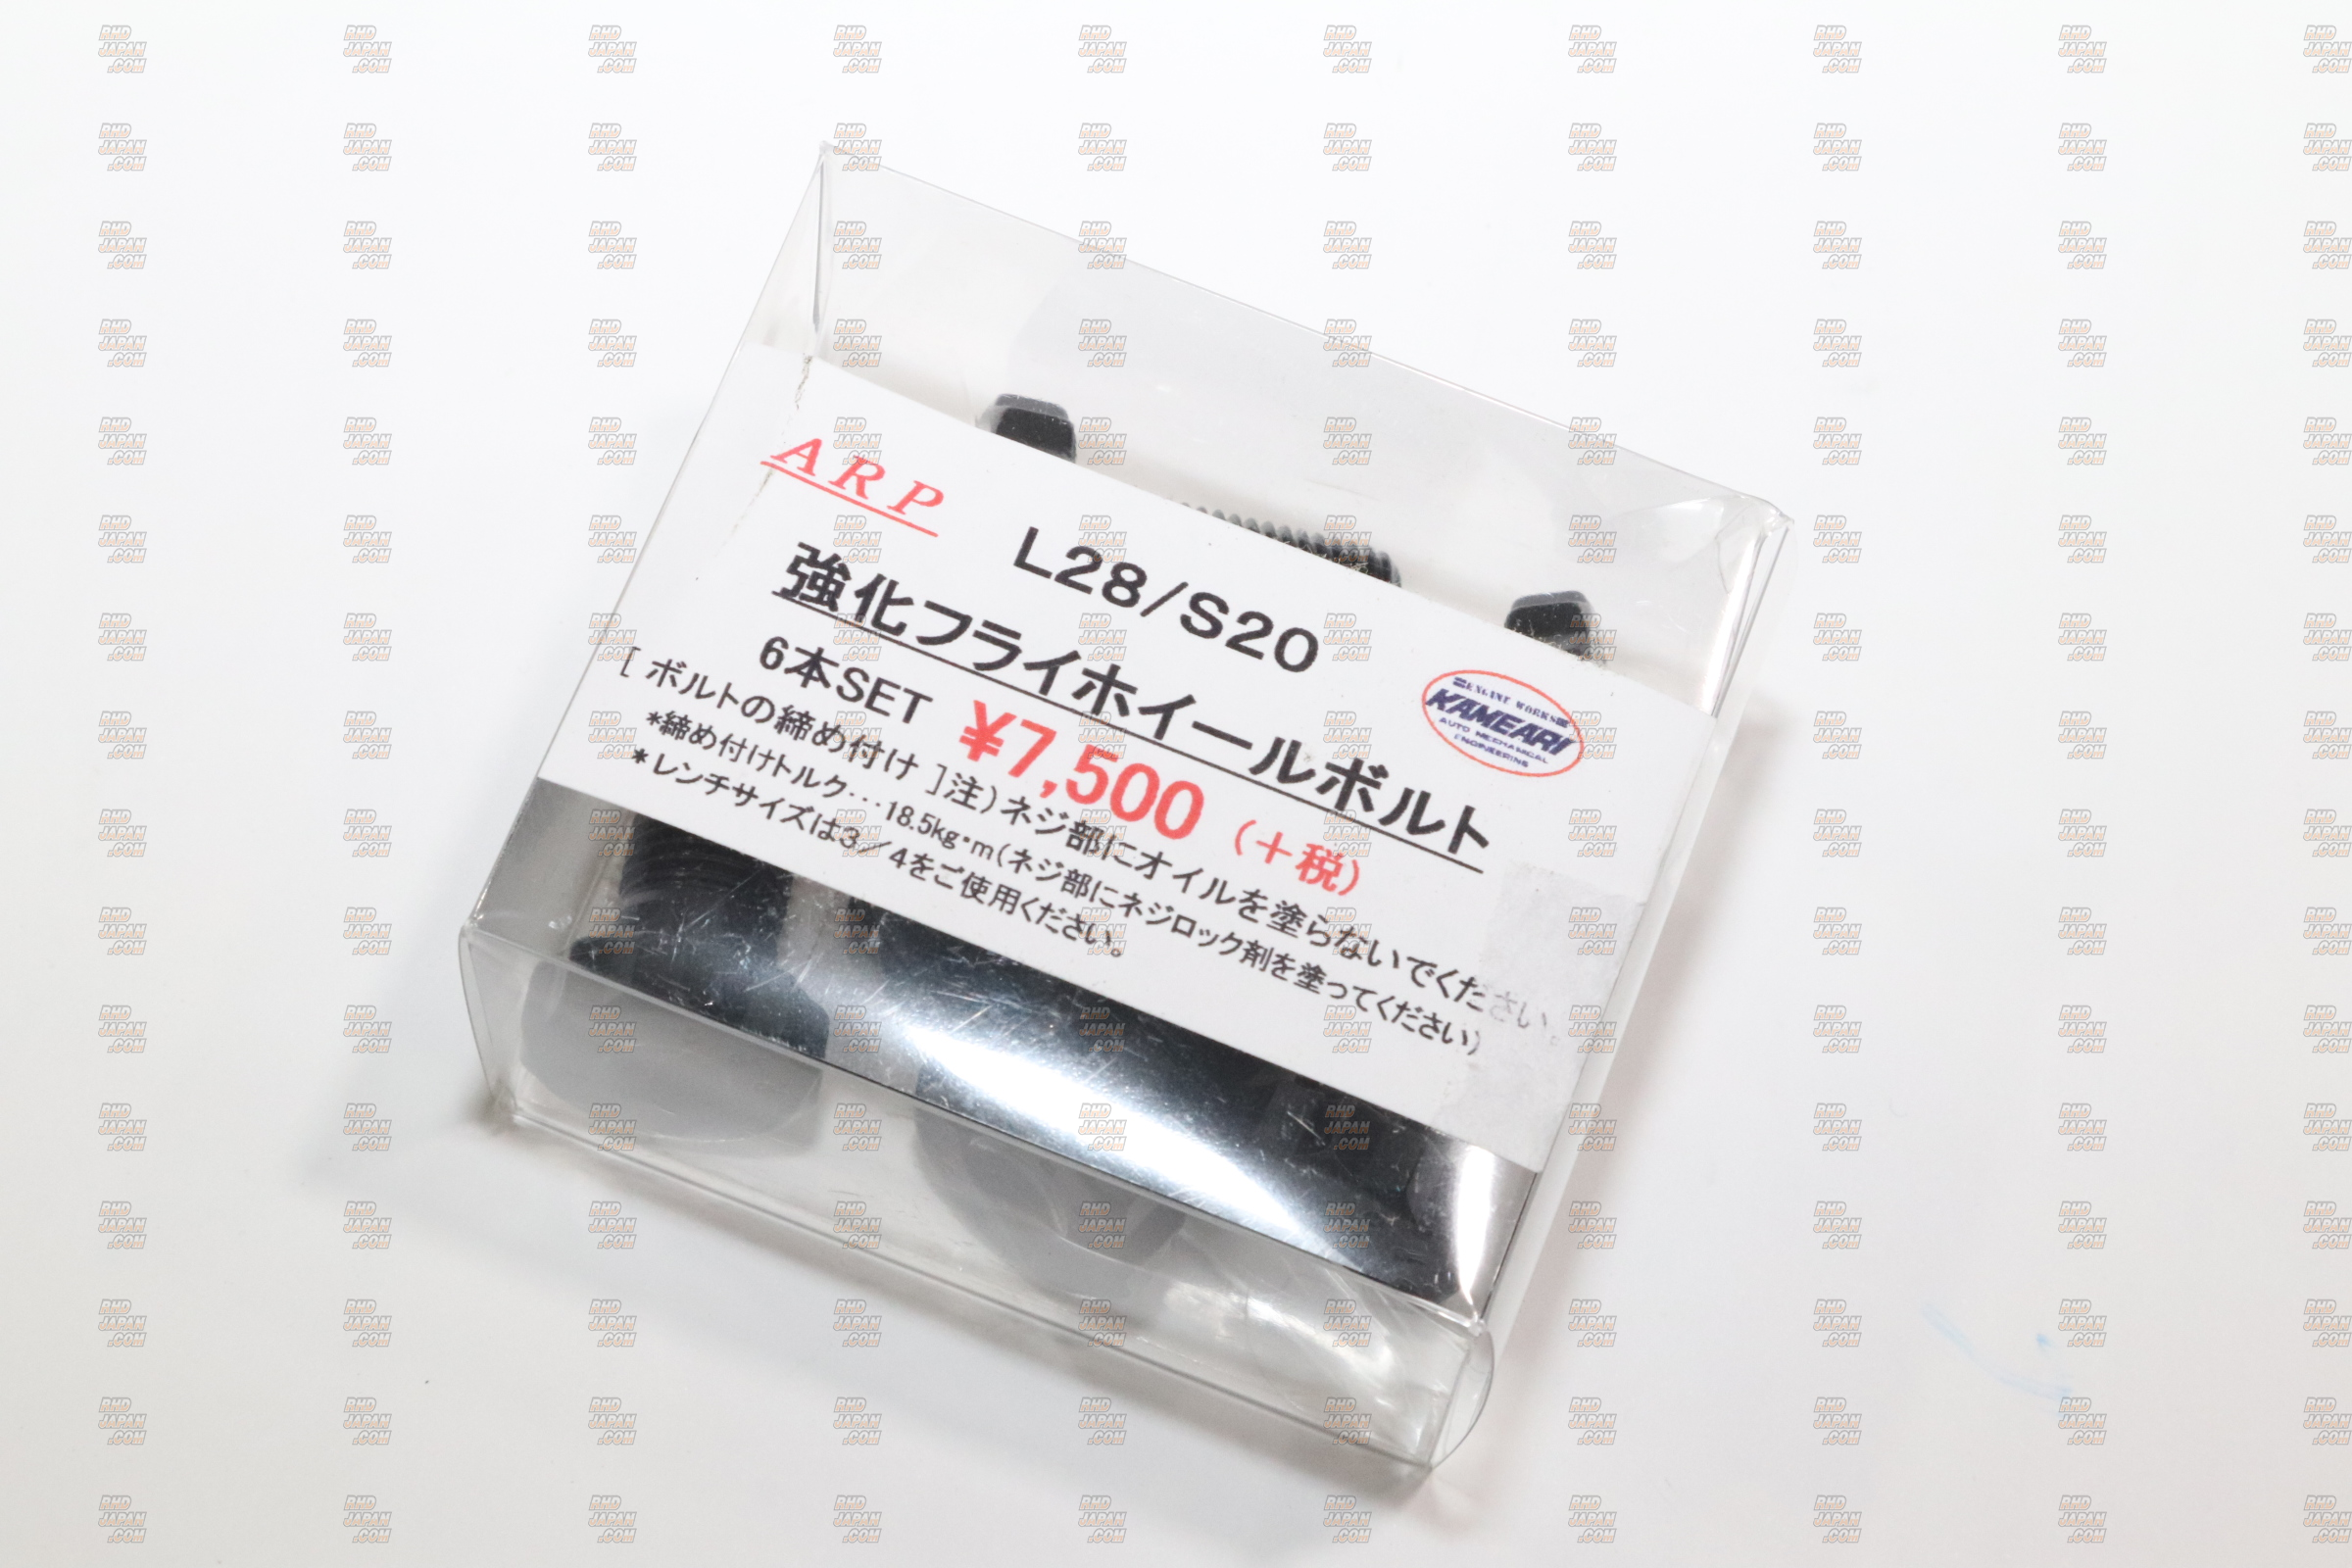 ARP
L28/S20
強化フライホイールボルト
6本SET ¥7,500 (+税)
[ ボルトの締め付け ]注)ネジ部にオイルを塗らないでください。
*締め付けトルク…18.5kg・m(ネジ部にネジロック剤を塗ってください)
*レンチサイズは3/4をご使用ください。
ENGINE WORKS
KAMEARI
AUTO MECHANICAL
ENGINEERING
RHD
JAPAN
.COM